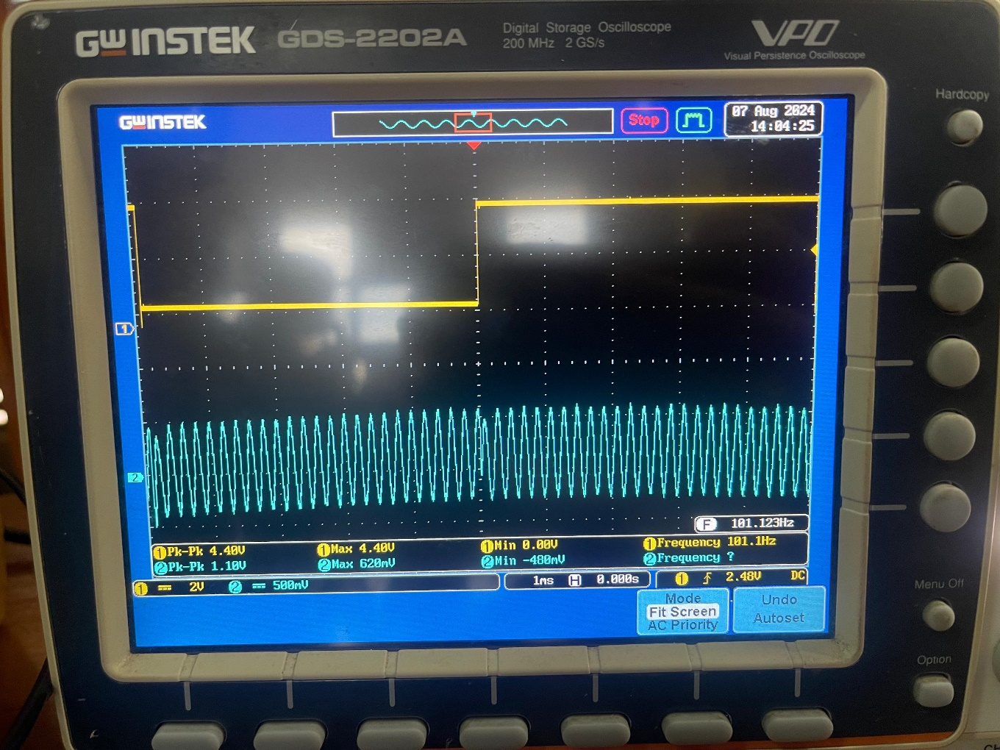 GW INSTEK GDS-2202A Digital Storage Oscilloscope
200 MHz 2 GS/s
VPO
Visual Persistence Oscilloscope
Hardcopy
GW INSTEK
Stop
07 Aug 2024
14:04:25
1
2
F 101.123Hz
1 Pk-Pk 4.40V 1 Max 4.40V 1 Min 0.00V 1 Frequency 101.1Hz
2 Pk-Pk 1.10V 2 Max 620mV 2 Min -480mV 2 Frequency ?
1 2V 2 500mV 1ms H 0.000s 1 2.48V DC
Mode
Fit Screen
AC Priority
Undo
Autoset
Menu Off
Option